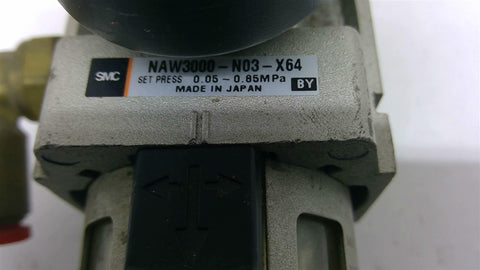 SMC
NAW3000-N03-X64
SET PRESS 0.05-0.85MPa
MADE IN JAPAN BY